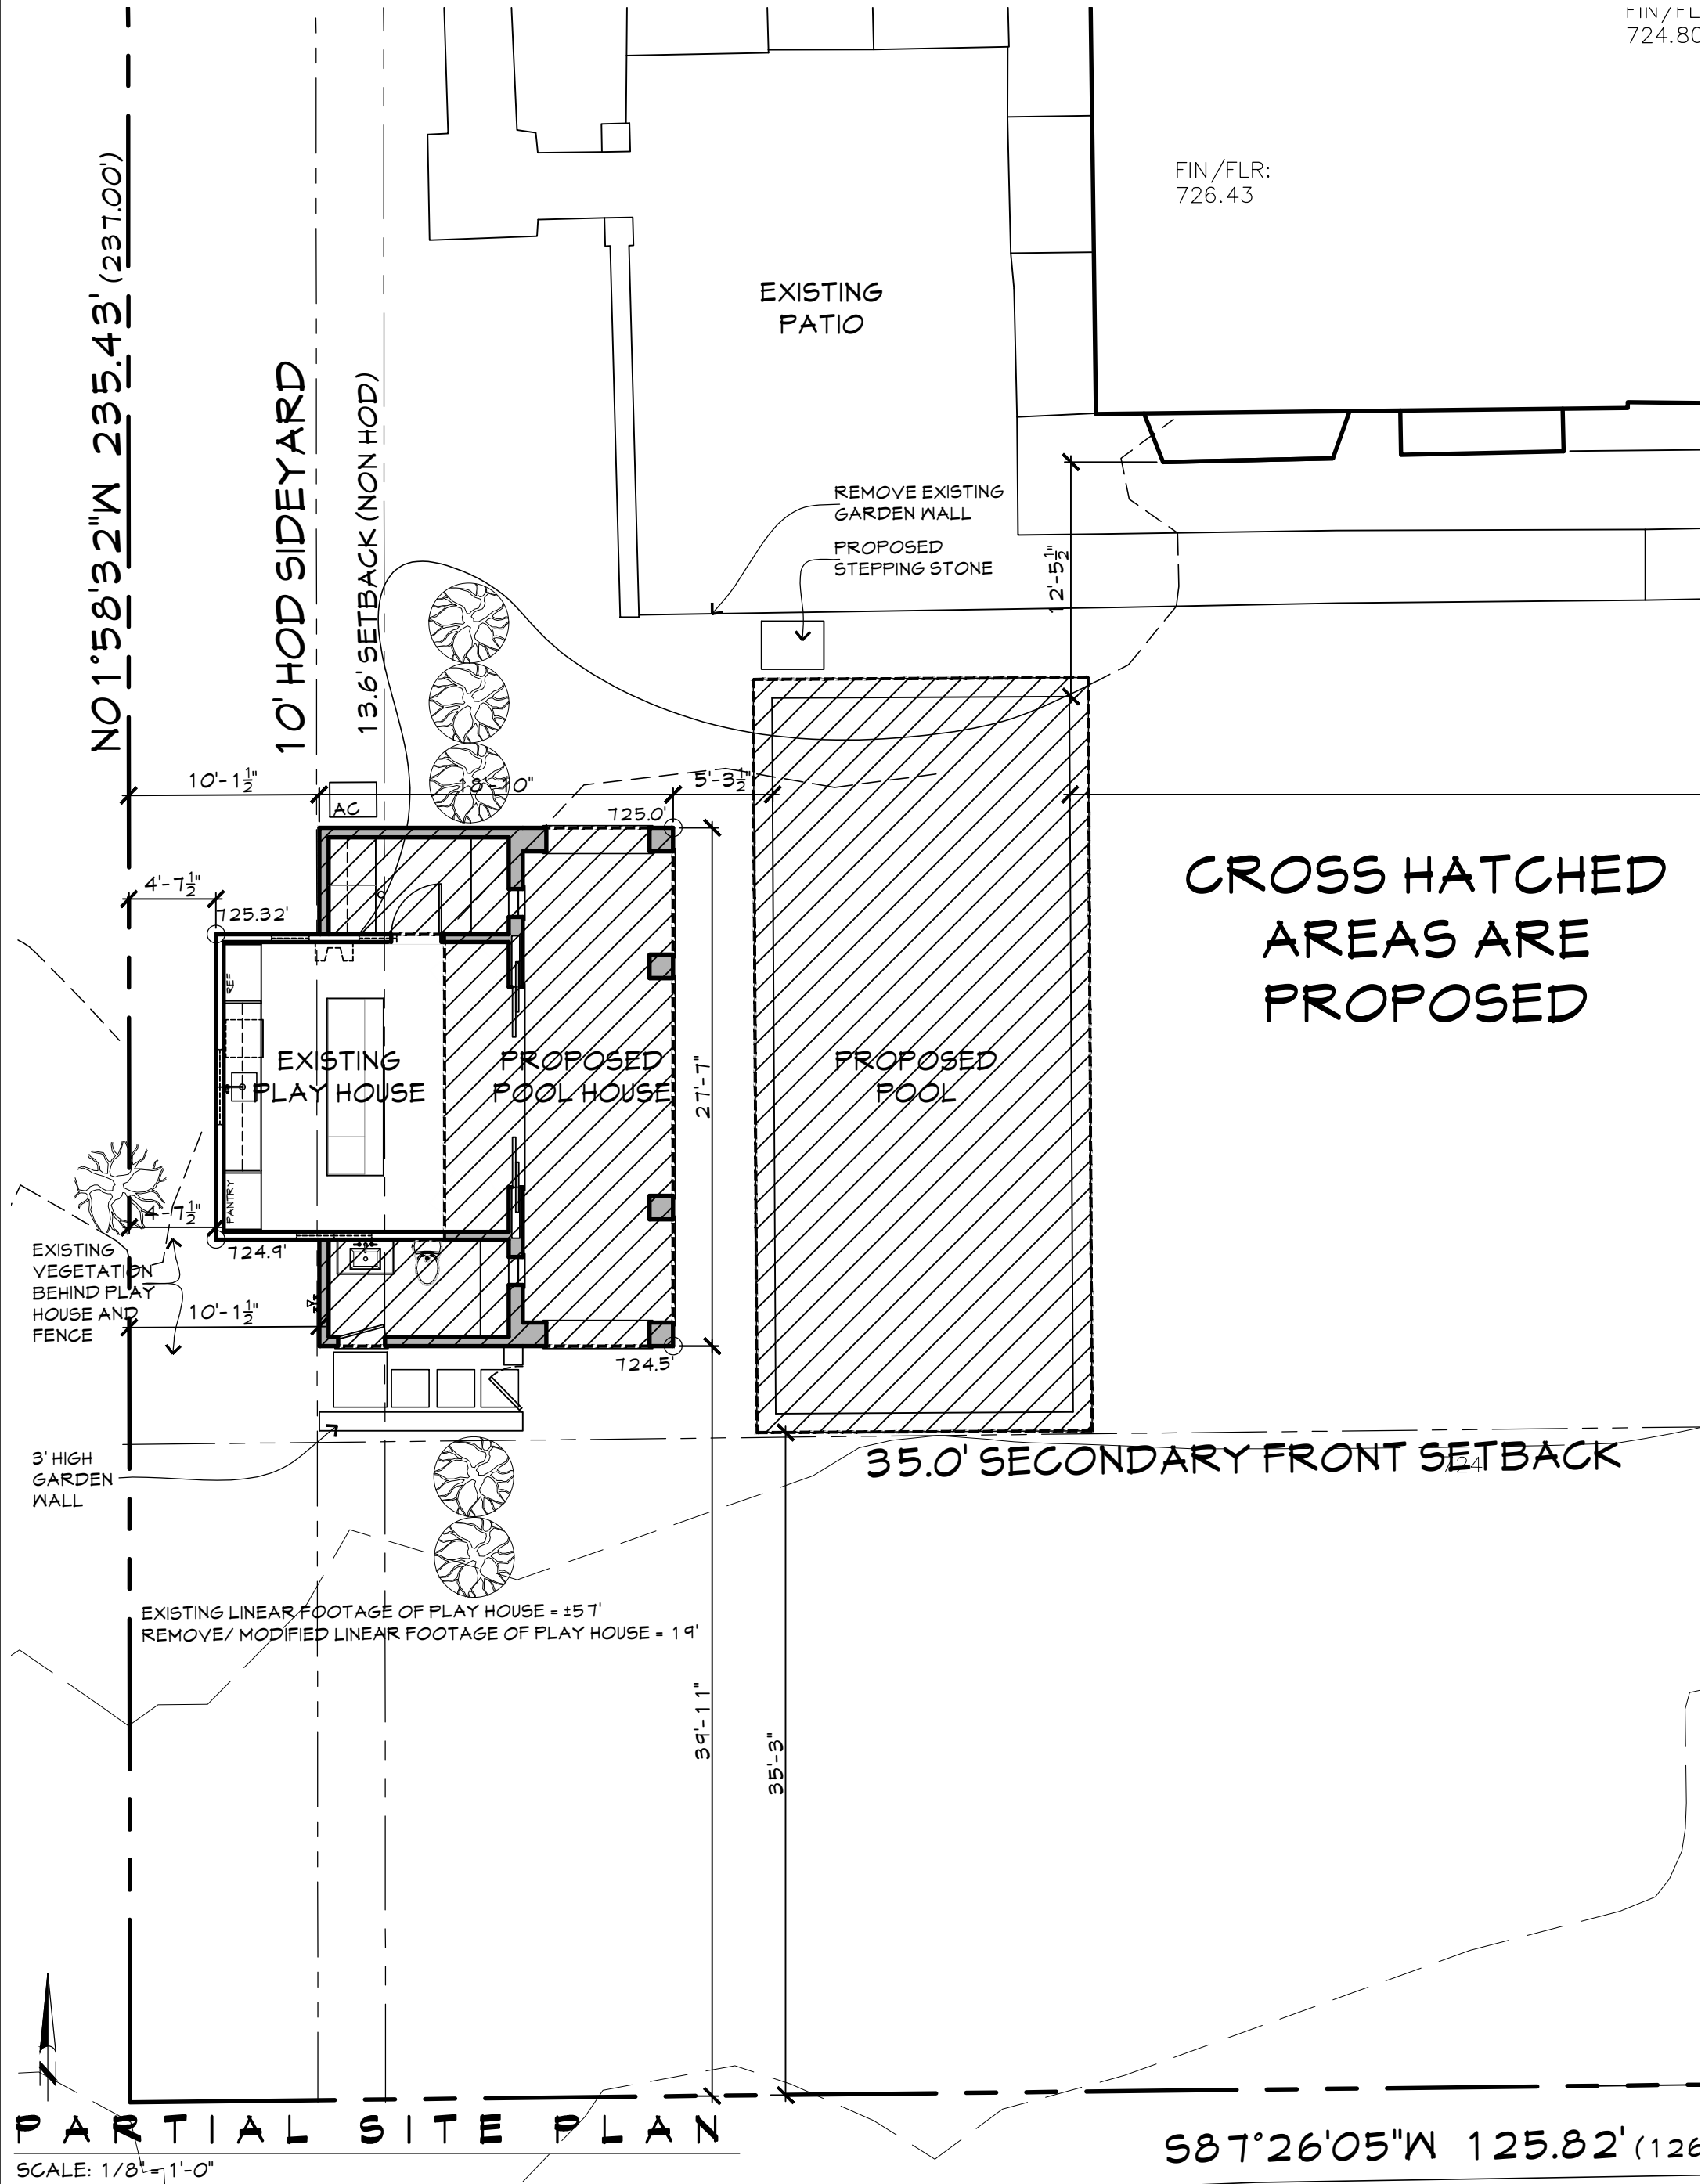 FIN/FL
724.80
FIN/FLR:
726.43
N01°58'32"W 235.43' (237.00')
10' HOD SIDEYARD
13.6' SETBACK (NON HOD)
EXISTING
PATIO
REMOVE EXISTING
GARDEN WALL
PROPOSED
STEPPING STONE
12'-5½"
10'-1½"
AC
18'-10"
5'-3½"
725.0'
4'-7½"
725.32'
CROSS HATCHED
AREAS ARE
PROPOSED
REF
EXISTING
PLAY HOUSE
PROPOSED
POOL HOUSE
27'-7"
PROPOSED
POOL
PANTRY
4'-7½"
724.9'
EXISTING
VEGETATION
BEHIND PLAY
HOUSE AND
FENCE
10'-1½"
724.5'
3' HIGH
GARDEN
WALL
35.0' SECONDARY FRONT SETBACK
724
EXISTING LINEAR FOOTAGE OF PLAY HOUSE = ±57'
REMOVE/ MODIFIED LINEAR FOOTAGE OF PLAY HOUSE = 19'
39'-11"
35'-3"
N
PARTIAL SITE PLAN
SCALE: 1/8"=1'-0"
S87°26'05"W 125.82' (126